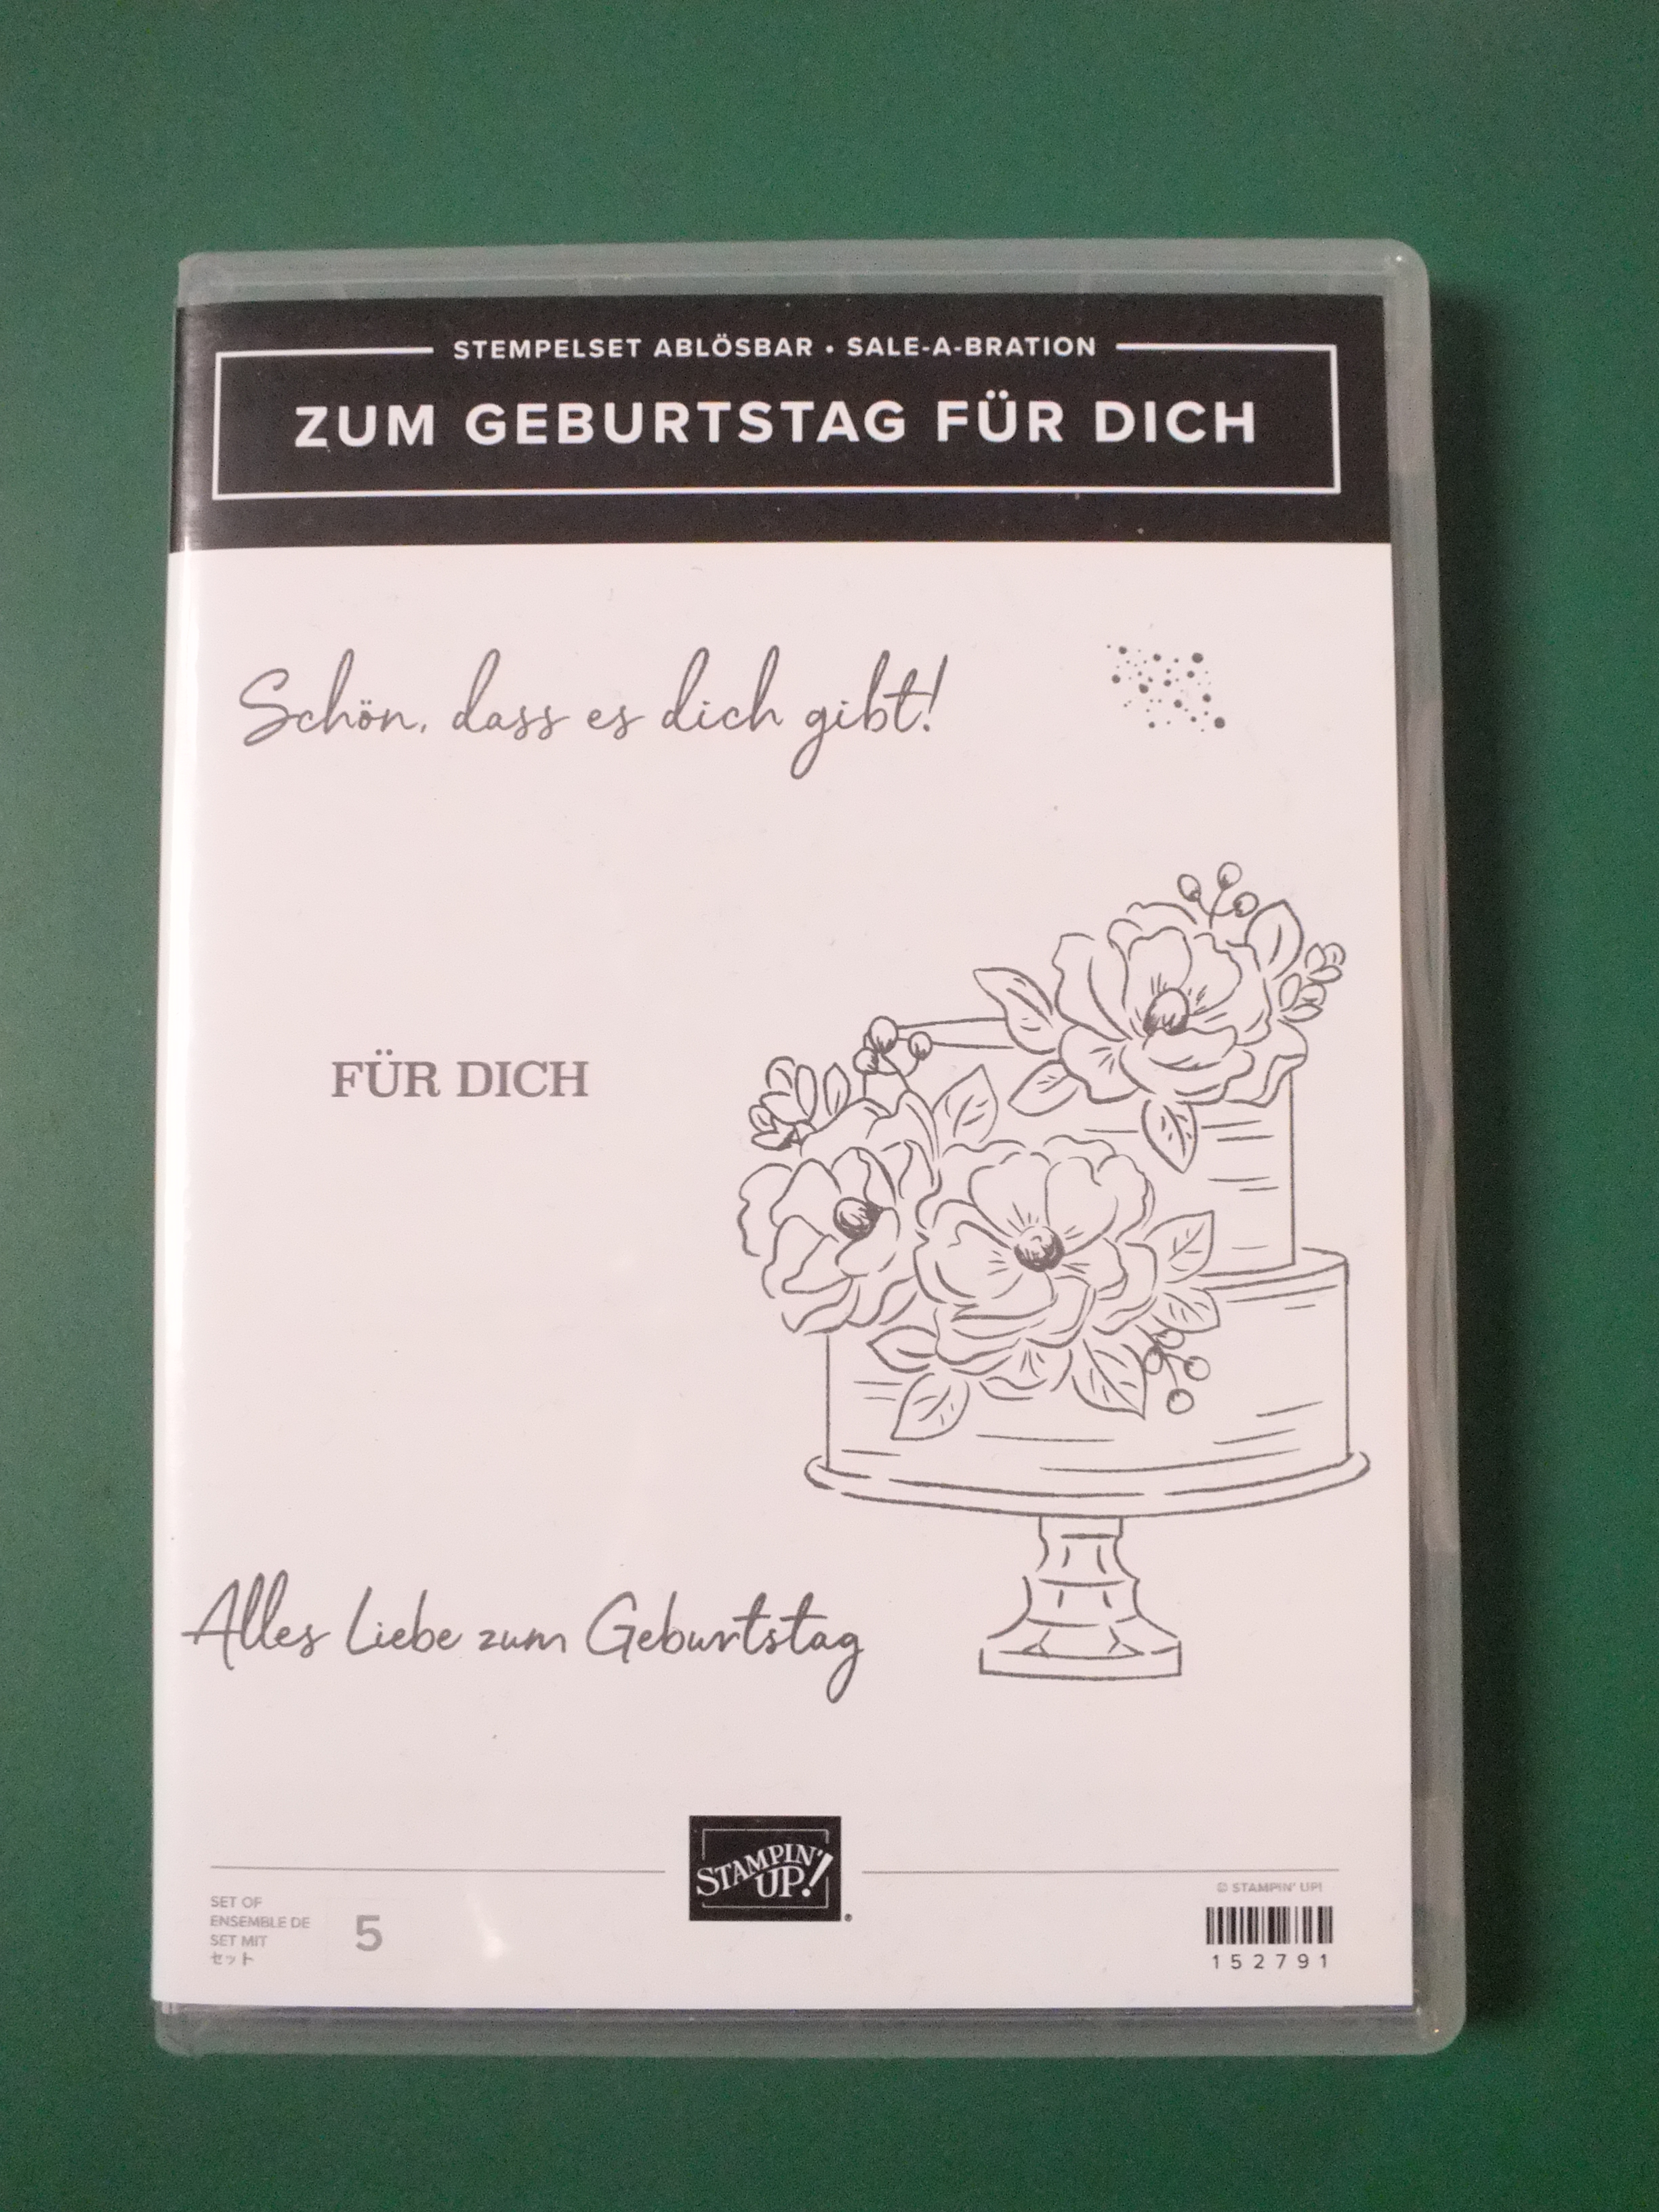 STEMPELSET ABLÖSBAR • SALE-A-BRATION
ZUM GEBURTSTAG FÜR DICH
Schön, dass es dich gibt!
FÜR DICH
Alles Liebe zum Geburtstag
STAMPIN'
UP!®
SET OF
ENSEMBLE DE
SET MIT
セット
5
© STAMPIN' UP!
152791